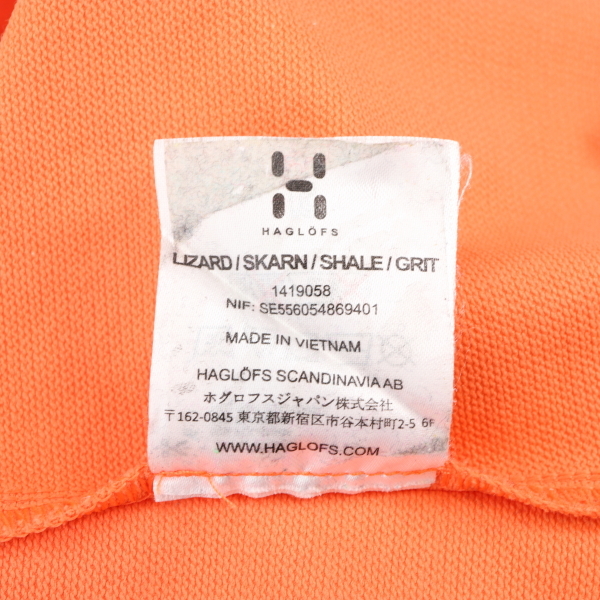 HAGLÖFS
LIZARD / SKARN / SHALE / GRIT
1419058
NIF: SE556054869401
MADE IN VIETNAM
HAGLÖFS SCANDINAVIA AB
ホグロフスジャパン株式会社
〒162-0845 東京都新宿区市谷本村町2-5 6F
WWW.HAGLOFS.COM